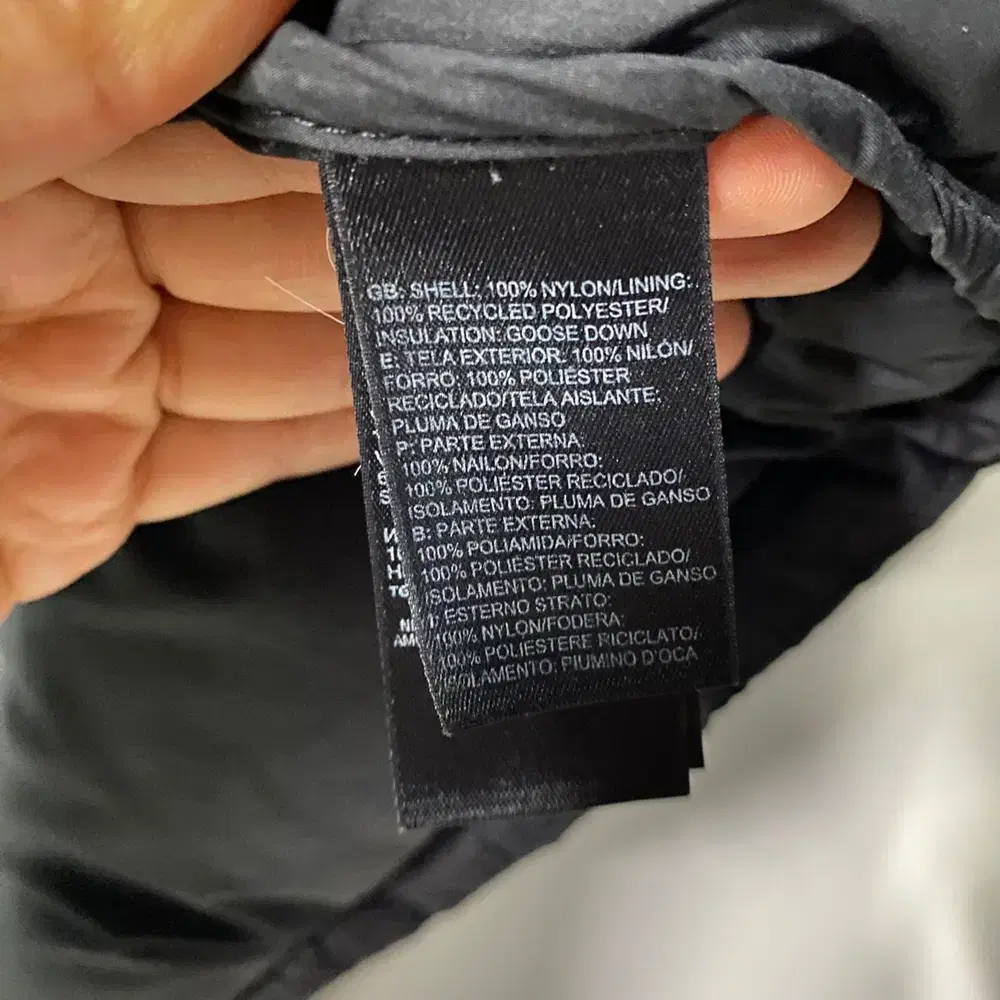 GB: SHELL: 100% NYLON/LINING:
100% RECYCLED POLYESTER/
INSULATION: GOOSE DOWN
E: TELA EXTERIOR: 100% NILÓN/
FORRO: 100% POLIÉSTER
RECICLADO/TELA AISLANTE:
PLUMA DE GANSO
P: PARTE EXTERNA:
100% NAILON/FORRO:
100% POLIÉSTER RECICLADO/
ISOLAMENTO: PLUMA DE GANSO
B: PARTE EXTERNA:
100% POLIAMIDA/FORRO:
100% POLIÉSTER RECICLADO/
ISOLAMENTO: PLUMA DE GANSO
I: ESTERNO STRATO:
100% NYLON/FODERA:
100% POLIESTERE RICICLATO/
ISOLAMENTO: PIUMINO D'OCA